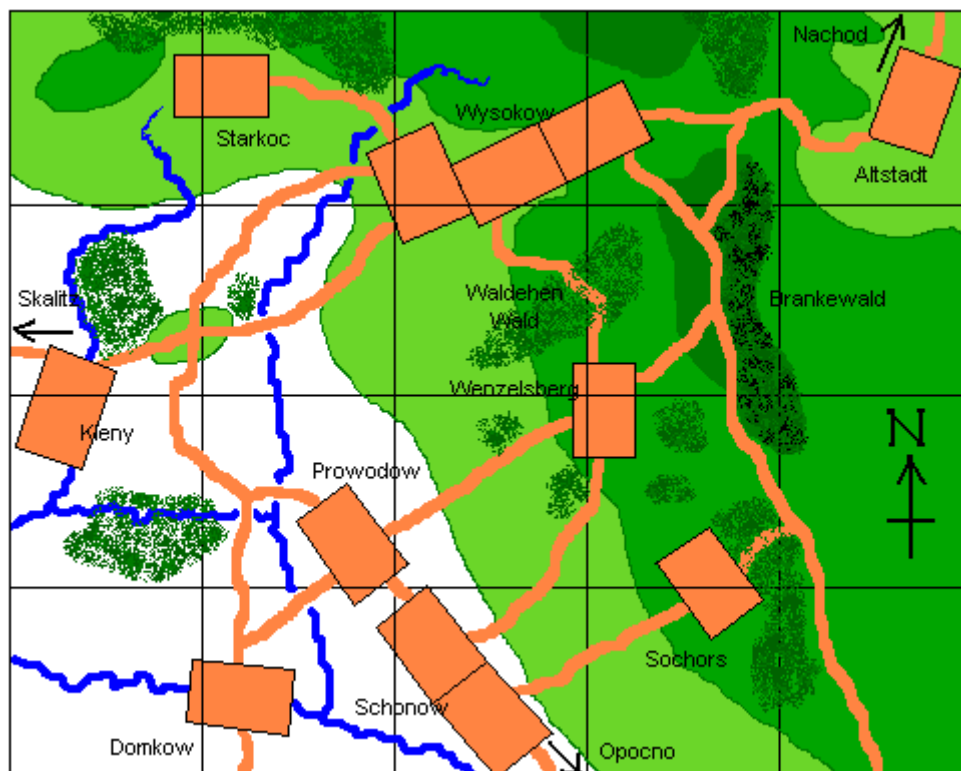 Nachod
Wysokow
Starkoc
Altstadt
Waldehen
Wald
Skalitz
Brankewald
Wenzelsberg
Kleny
N
Prowodow
Sochors
Schonow
Domkow
Opocno